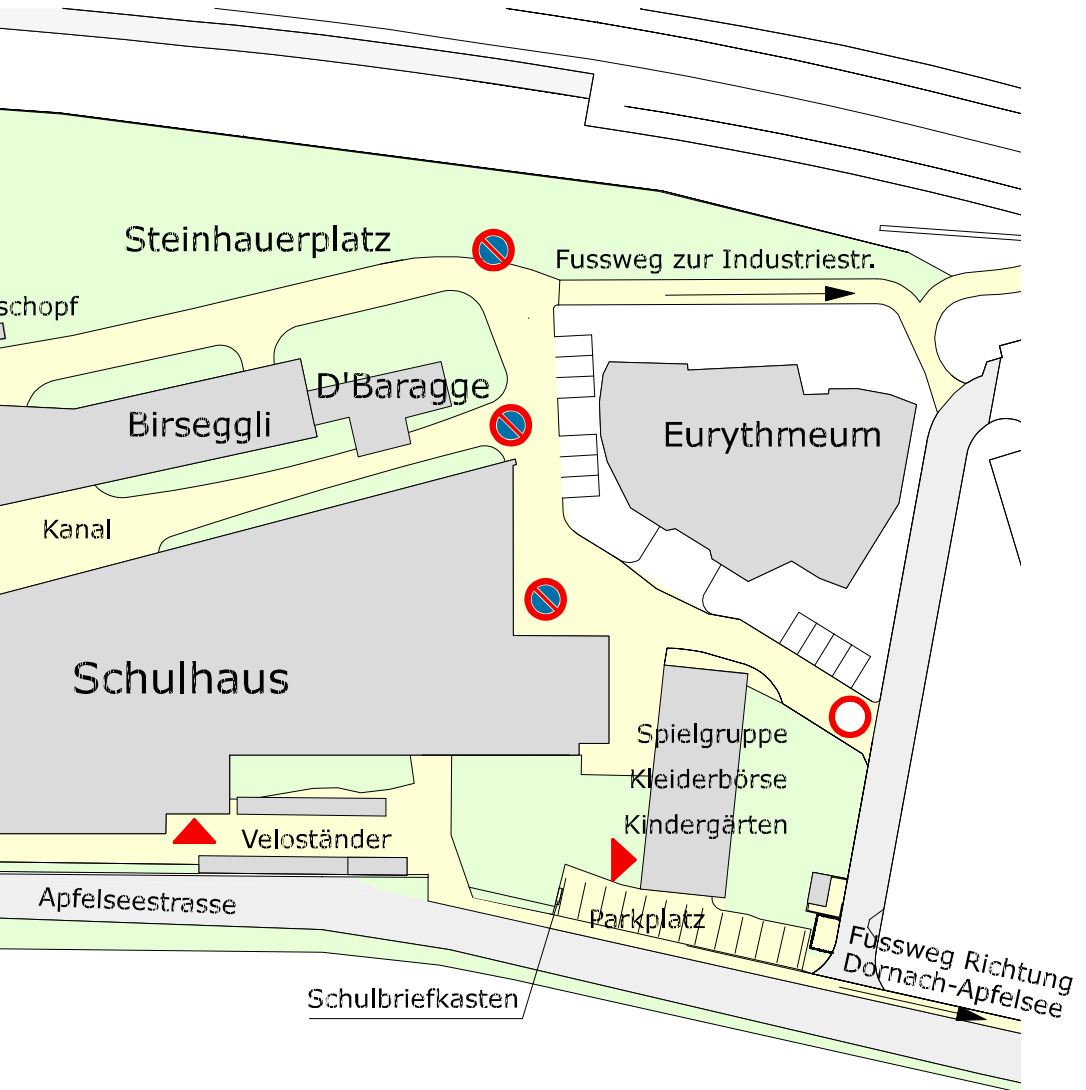 Steinhauerplatz
Fussweg zur Industriestr.
schopf
D'Baragge
Birseggli
Eurythmeum
Kanal
Schulhaus
Spielgruppe
Kleiderbörse
Kindergärten
Veloständer
Apfelseestrasse
Parkplatz
Fussweg Richtung
Dornach-Apfelsee
Schulbriefkasten